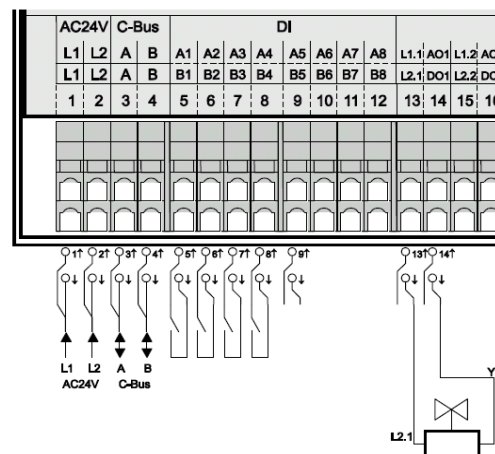 AC24V C-Bus DI
L1 L2 A B A1 A2 A3 A4 A5 A6 A7 A8 L1.1 AO1 L1.2
L1 L2 A B B1 B2 B3 B4 B5 B6 B7 B8 L2.1 DO1 L2.2
1 2 3 4 5 6 7 8 9 10 11 12 13 14 15
1↑ 2↑ 3↑ 4↑ 5↑ 6↑ 7↑ 8↑ 9↑ 13↑ 14↑
↓ ↓ ↓ ↓ ↓ ↓ ↓ ↓ ↓ ↓ ↓
L1 L2 A B
AC24V C-Bus
Y
L2.1